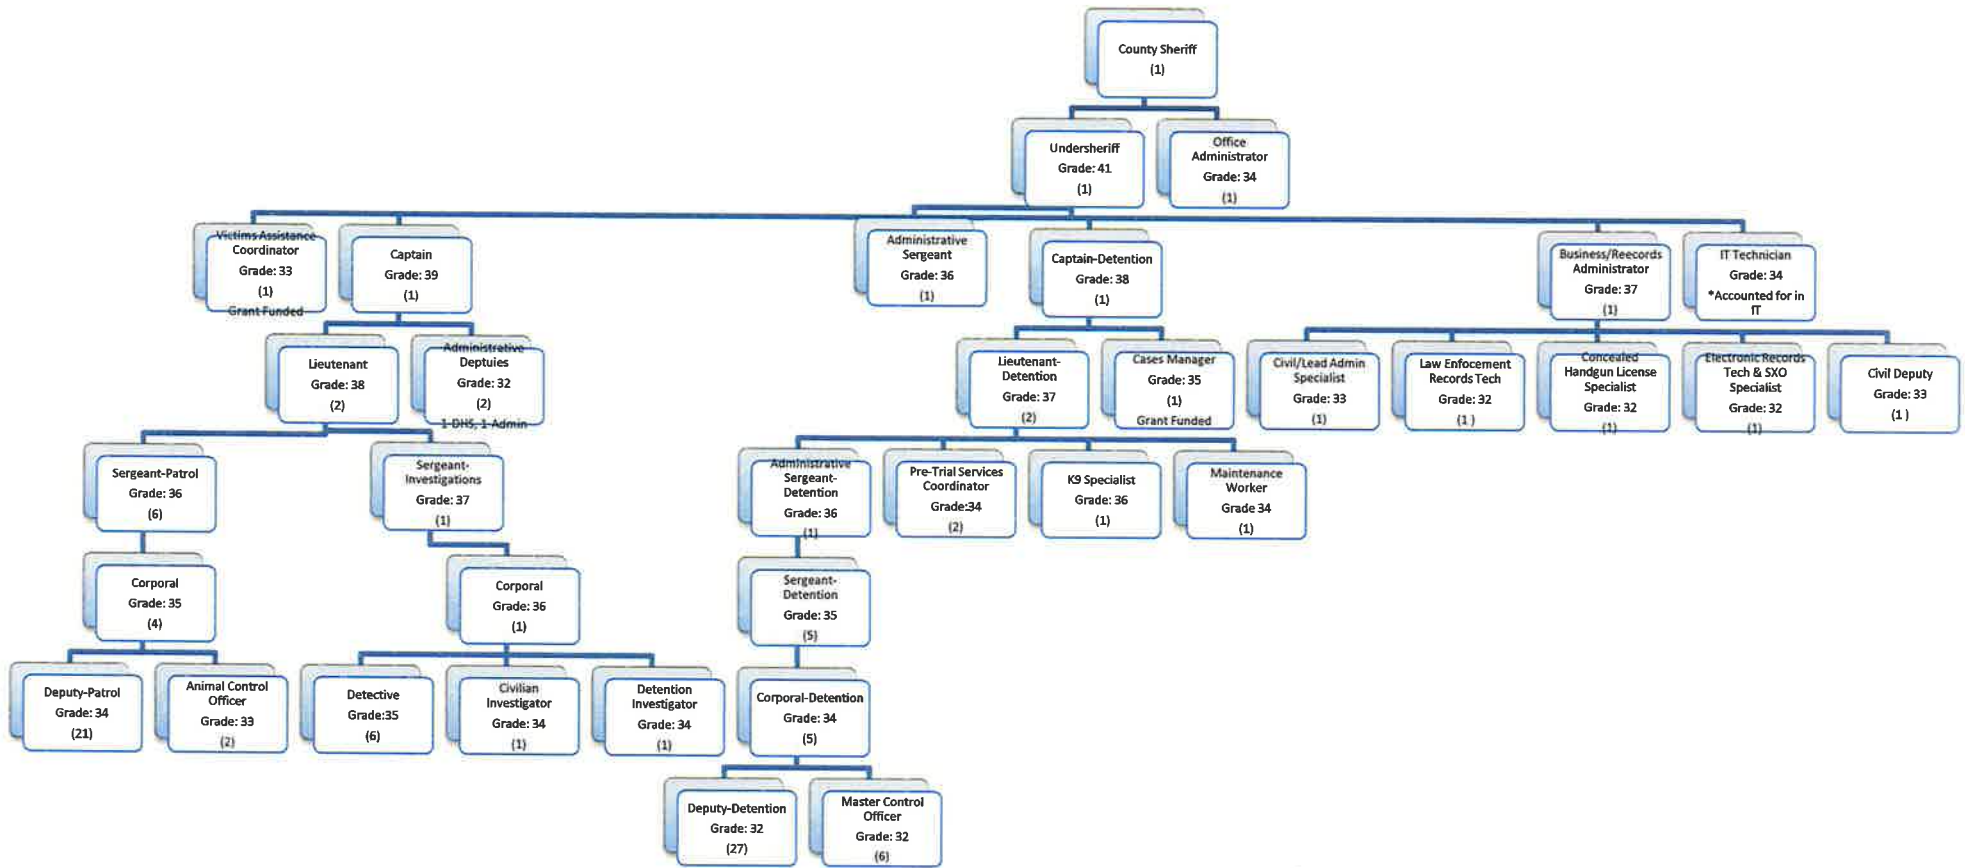 County Sheriff
(1)
Undersheriff
Grade: 41
(1)
Office
Administrator
Grade: 34
(1)
Victims Assistance
Coordinator
Grade: 33
(1)
Grant Funded
Captain
Grade: 39
(1)
Administrative
Sergeant
Grade: 36
(1)
Captain-Detention
Grade: 38
(1)
Business/Reecords
Administrator
Grade: 37
(1)
IT Technician
Grade: 34
*Accounted for in
IT
Lieutenant
Grade: 38
(2)
Administrative
Deptuies
Grade: 32
(2)
1-DHS, 1-Admin
Lieutenant-
Detention
Grade: 37
(2)
Cases Manager
Grade: 35
(1)
Grant Funded
Civil/Lead Admin
Specialist
Grade: 33
(1)
Law Enfocement
Records Tech
Grade: 32
(1 )
Concealed
Handgun License
Specialist
Grade: 32
(1)
Electronic Records
Tech & SXO
Specialist
Grade: 32
(1)
Civil Deputy
Grade: 33
(1 )
Sergeant-Patrol
Grade: 36
(6)
Sergeant-
Investigations
Grade: 37
(1)
Administrative
Sergeant-
Detention
Grade: 36
(1)
Pre-Trial Services
Coordinator
Grade:34
(2)
K9 Specialist
Grade: 36
(1)
Maintenance
Worker
Grade 34
(1)
Corporal
Grade: 35
(4)
Corporal
Grade: 36
(1)
Sergeant-
Detention
Grade: 35
(5)
Deputy-Patrol
Grade: 34
(21)
Animal Control
Officer
Grade: 33
(2)
Detective
Grade:35
(6)
Civilian
Investigator
Grade: 34
(1)
Detention
Investigator
Grade: 34
(1)
Corporal-Detention
Grade: 34
(5)
Deputy-Detention
Grade: 32
(27)
Master Control
Officer
Grade: 32
(6)